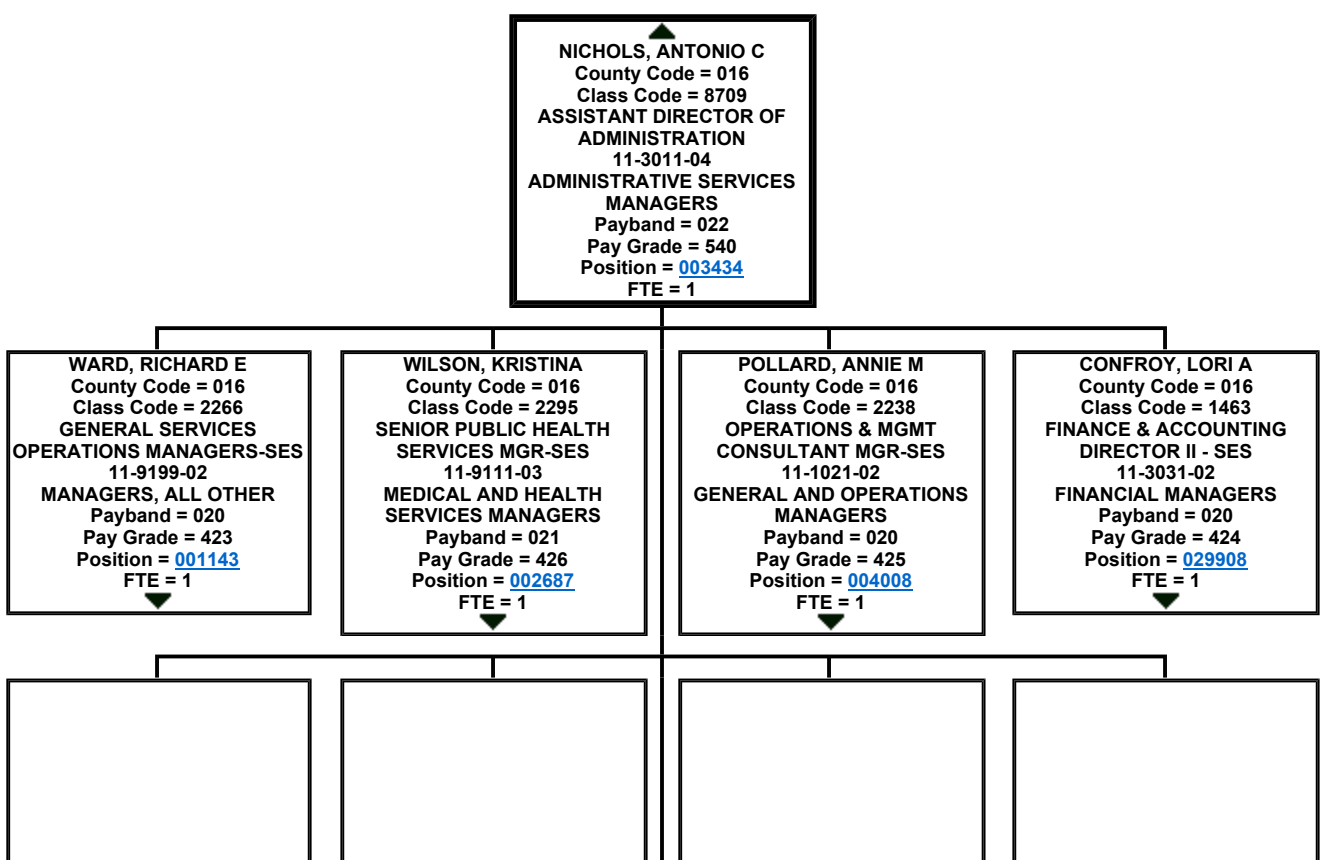 NICHOLS, ANTONIO C
County Code = 016
Class Code = 8709
ASSISTANT DIRECTOR OF
ADMINISTRATION
11-3011-04
ADMINISTRATIVE SERVICES
MANAGERS
Payband = 022
Pay Grade = 540
Position = 003434
FTE = 1
WARD, RICHARD E
County Code = 016
Class Code = 2266
GENERAL SERVICES
OPERATIONS MANAGERS-SES
11-9199-02
MANAGERS, ALL OTHER
Payband = 020
Pay Grade = 423
Position = 001143
FTE = 1
WILSON, KRISTINA
County Code = 016
Class Code = 2295
SENIOR PUBLIC HEALTH
SERVICES MGR-SES
11-9111-03
MEDICAL AND HEALTH
SERVICES MANAGERS
Payband = 021
Pay Grade = 426
Position = 002687
FTE = 1
POLLARD, ANNIE M
County Code = 016
Class Code = 2238
OPERATIONS & MGMT
CONSULTANT MGR-SES
11-1021-02
GENERAL AND OPERATIONS
MANAGERS
Payband = 020
Pay Grade = 425
Position = 004008
FTE = 1
CONFROY, LORI A
County Code = 016
Class Code = 1463
FINANCE & ACCOUNTING
DIRECTOR II - SES
11-3031-02
FINANCIAL MANAGERS
Payband = 020
Pay Grade = 424
Position = 029908
FTE = 1